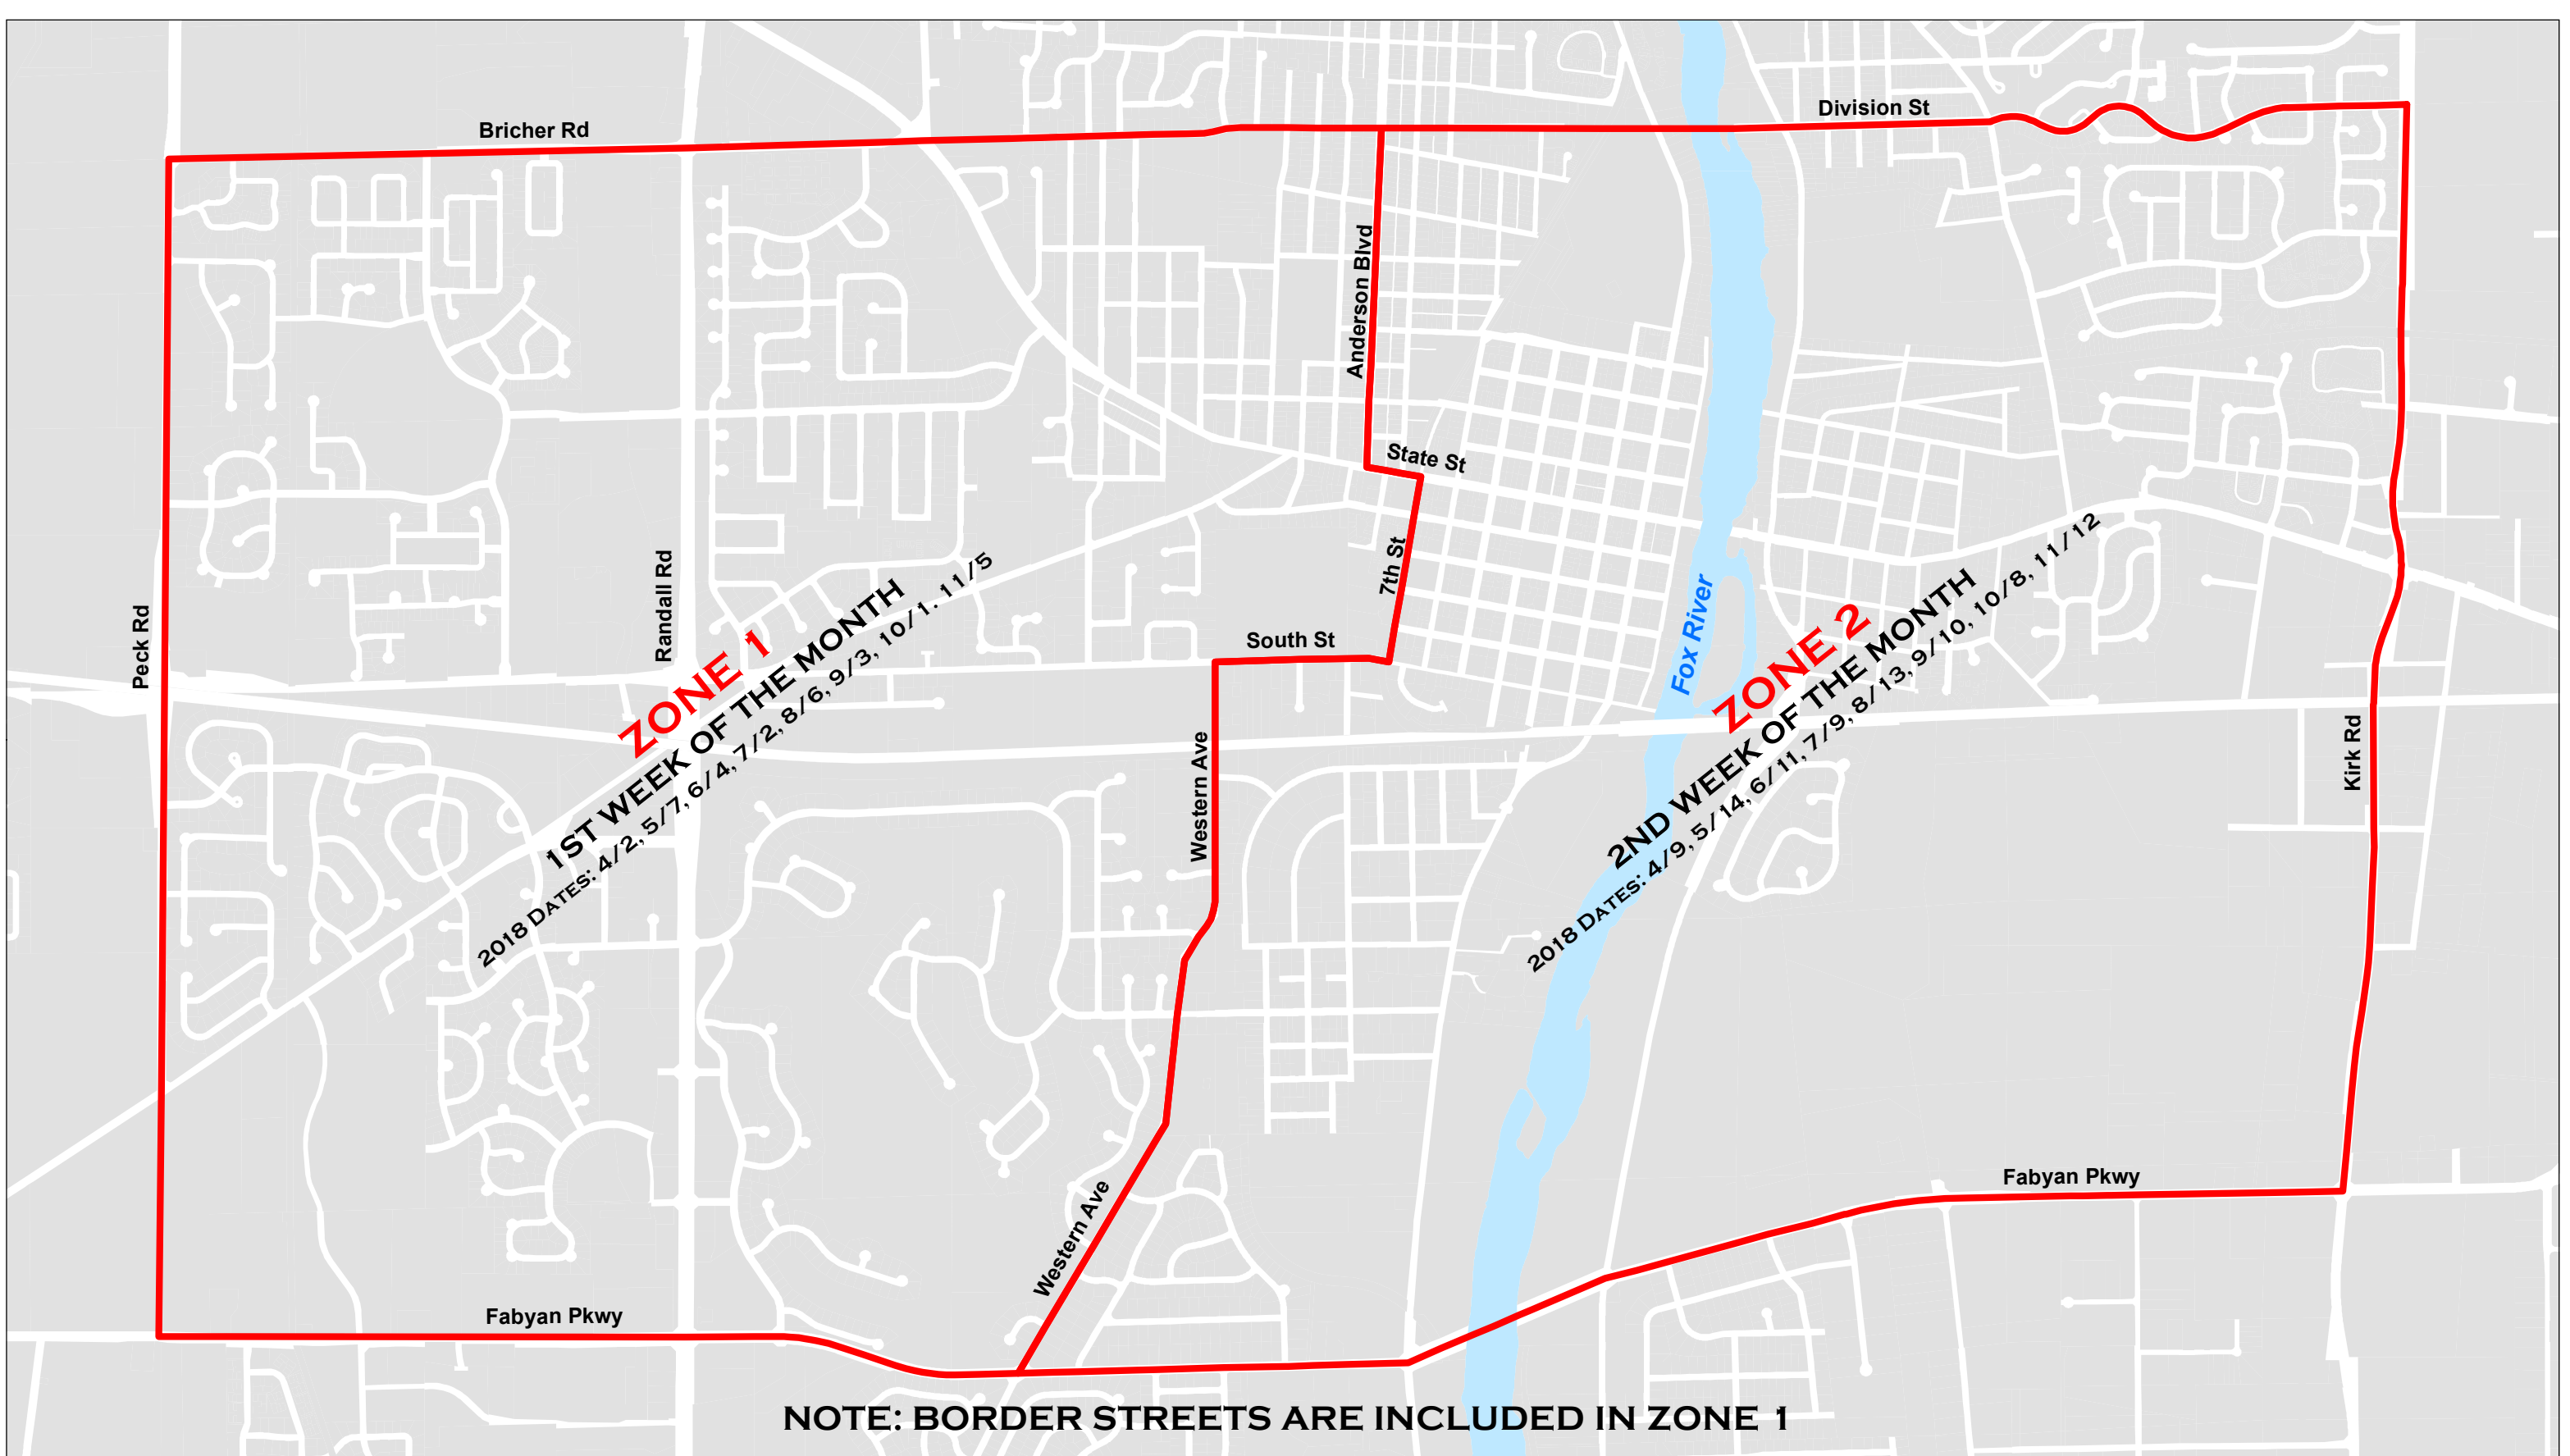 Division St
Bricher Rd
Anderson Blvd
State St
7th St
South St
Peck Rd
Randall Rd
ZONE 1
1ST WEEK OF THE MONTH
2018 DATES: 4/2, 5/7, 6/4, 7/2, 8/6, 9/3, 10/1. 11/5
Fox River
ZONE 2
2ND WEEK OF THE MONTH
2018 DATES: 4/9, 5/14, 6/11, 7/9, 8/13, 9/10, 10/8, 11/12
Western Ave
Kirk Rd
Fabyan Pkwy
Western Ave
Fabyan Pkwy
NOTE: BORDER STREETS ARE INCLUDED IN ZONE 1